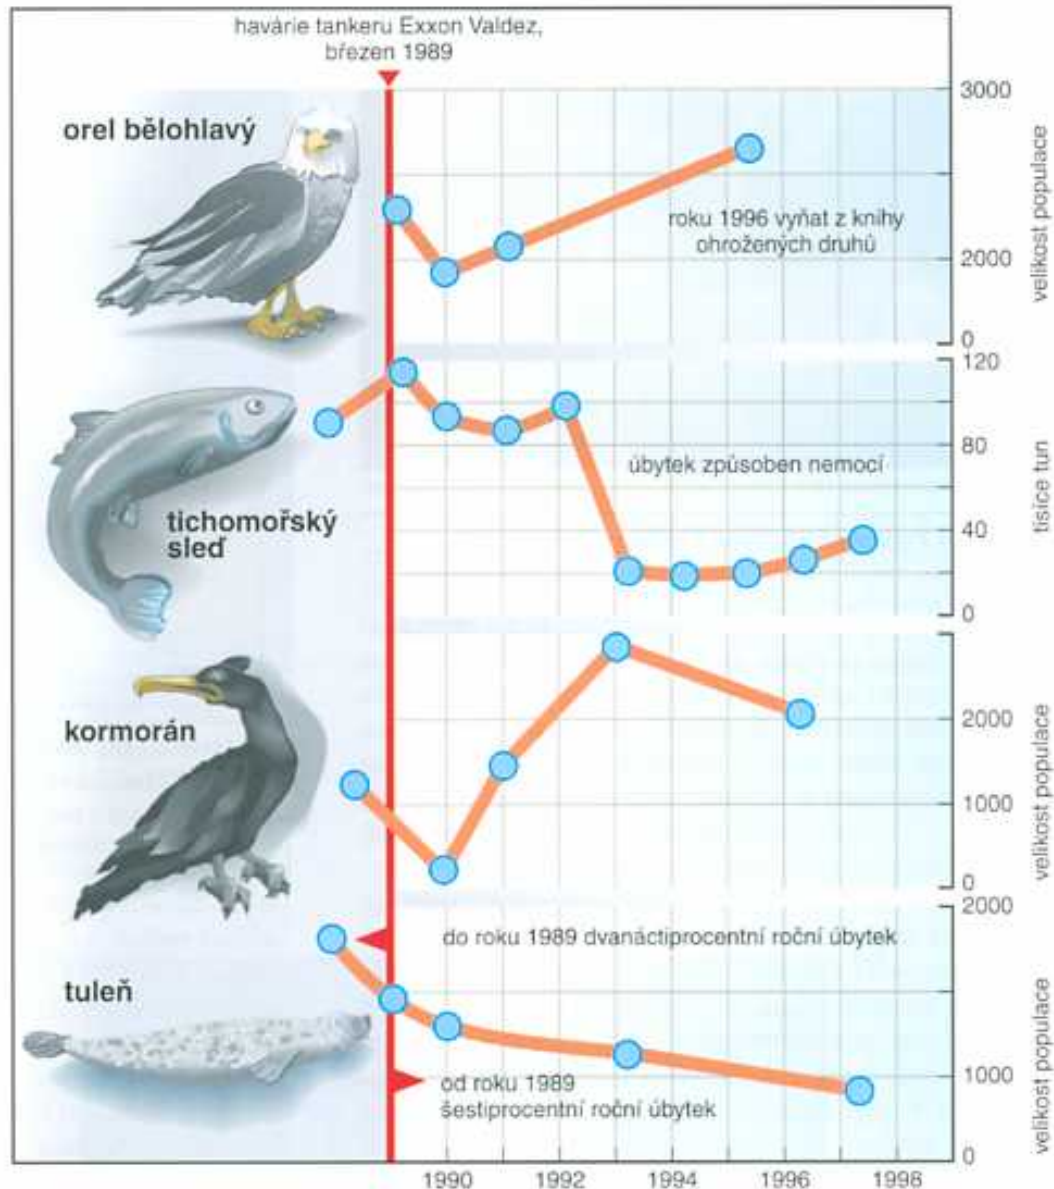 havárie tankeru Exxon Valdez,
březen 1989
orel bělohlavý
3000
2000
0
velikost populace
roku 1996 vyňat z knihy
ohrožených druhů
tichomořský
sleď
120
80
40
0
tisíce tun
úbytek způsoben nemocí
kormorán
2000
1000
0
velikost populace
tuleň
2000
1000
0
velikost populace
do roku 1989 dvanáctiprocentní roční úbytek
od roku 1989
šestiprocentní roční úbytek
1990
1992
1994
1996
1998